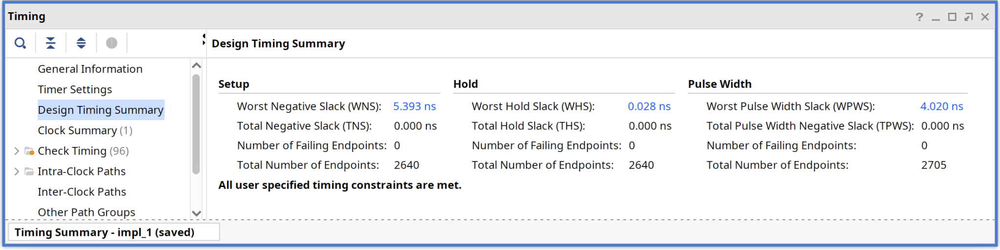 Timing
?
Design Timing Summary
General Information
Timer Settings
Design Timing Summary
Clock Summary (1)
Check Timing (96)
Intra-Clock Paths
Inter-Clock Paths
Other Path Groups
Setup
Worst Negative Slack (WNS): 5.393 ns
Total Negative Slack (TNS): 0.000 ns
Number of Failing Endpoints: 0
Total Number of Endpoints: 2640
Hold
Worst Hold Slack (WHS): 0.028 ns
Total Hold Slack (THS): 0.000 ns
Number of Failing Endpoints: 0
Total Number of Endpoints: 2640
Pulse Width
Worst Pulse Width Slack (WPWS): 4.020 ns
Total Pulse Width Negative Slack (TPWS): 0.000 ns
Number of Failing Endpoints: 0
Total Number of Endpoints: 2705
All user specified timing constraints are met.
Timing Summary - impl_1 (saved)